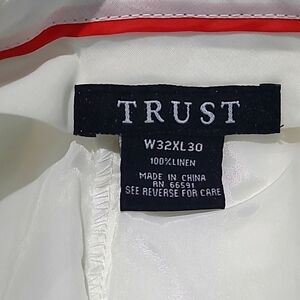 TRUST
W32XL30
100%LINEN
MADE IN CHINA
RN 66591
SEE REVERSE FOR CARE